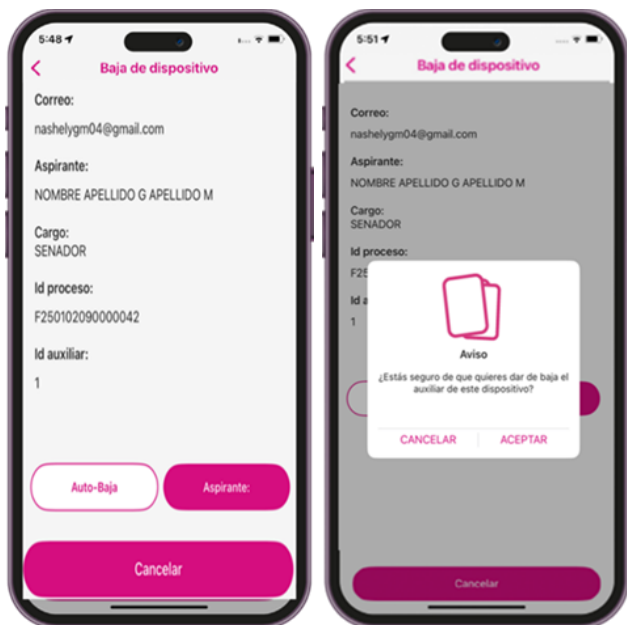 5:48
Baja de dispositivo
Correo:
nashelygm04@gmail.com
Aspirante:
NOMBRE APELLIDO G APELLIDO M
Cargo:
SENADOR
Id proceso:
F250102090000042
Id auxiliar:
1
Auto-Baja
Aspirante:
Cancelar
5:51
Baja de dispositivo
Correo:
nashelygm04@gmail.com
Aspirante:
NOMBRE APELLIDO G APELLIDO M
Cargo:
SENADOR
Id proceso:
F25
Id a
1
Aviso
¿Estás seguro de que quieres dar de baja el
auxiliar de este dispositivo?
CANCELAR
ACEPTAR
Cancelar